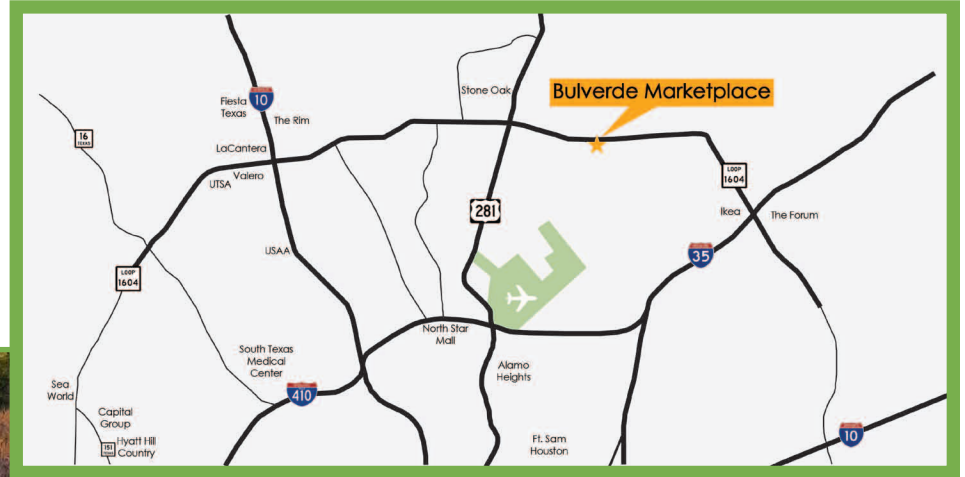 Bulverde Marketplace
Stone Oak
Fiesta
Texas
10
The Rim
16
TEXAS
LaCantera
Valero
UTSA
LOOP
1604
281
Ikea
The Forum
USAA
35
LOOP
1604
North Star
Mall
South Texas
Medical
Center
Alamo
Heights
410
Sea
World
Capital
Group
151
Hyatt Hill
Country
Ft. Sam
Houston
10